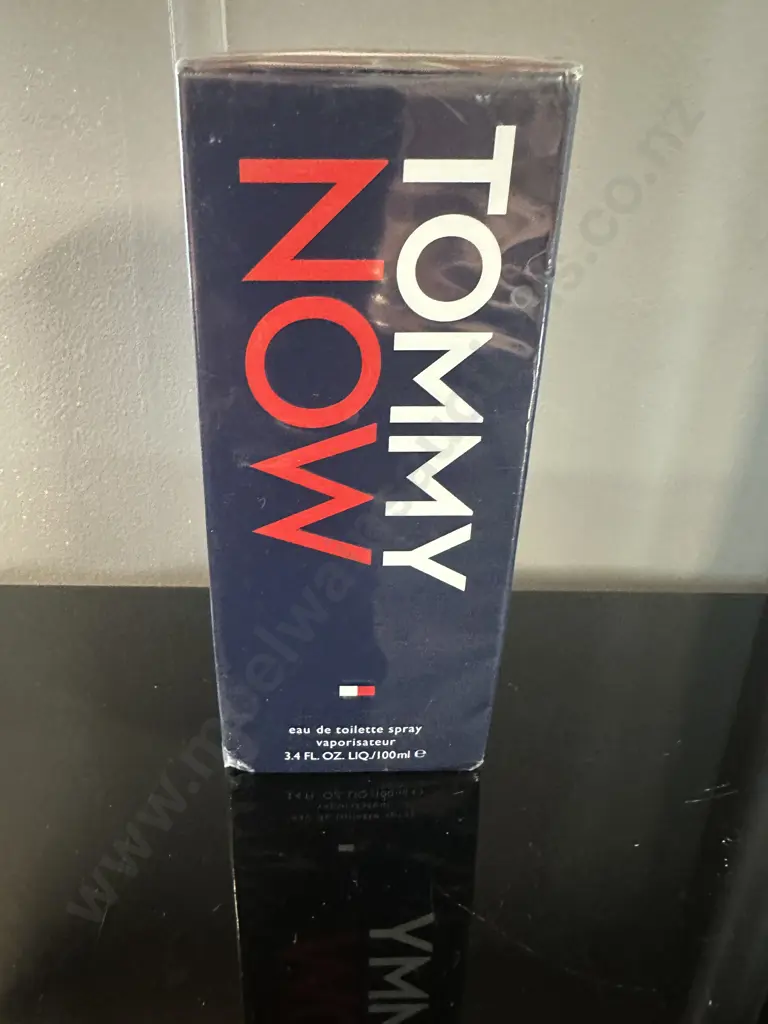 TOMMY
NOW
eau de toilette spray
vaporisateur
3.4 FL. OZ. LIQ./100ml ℮